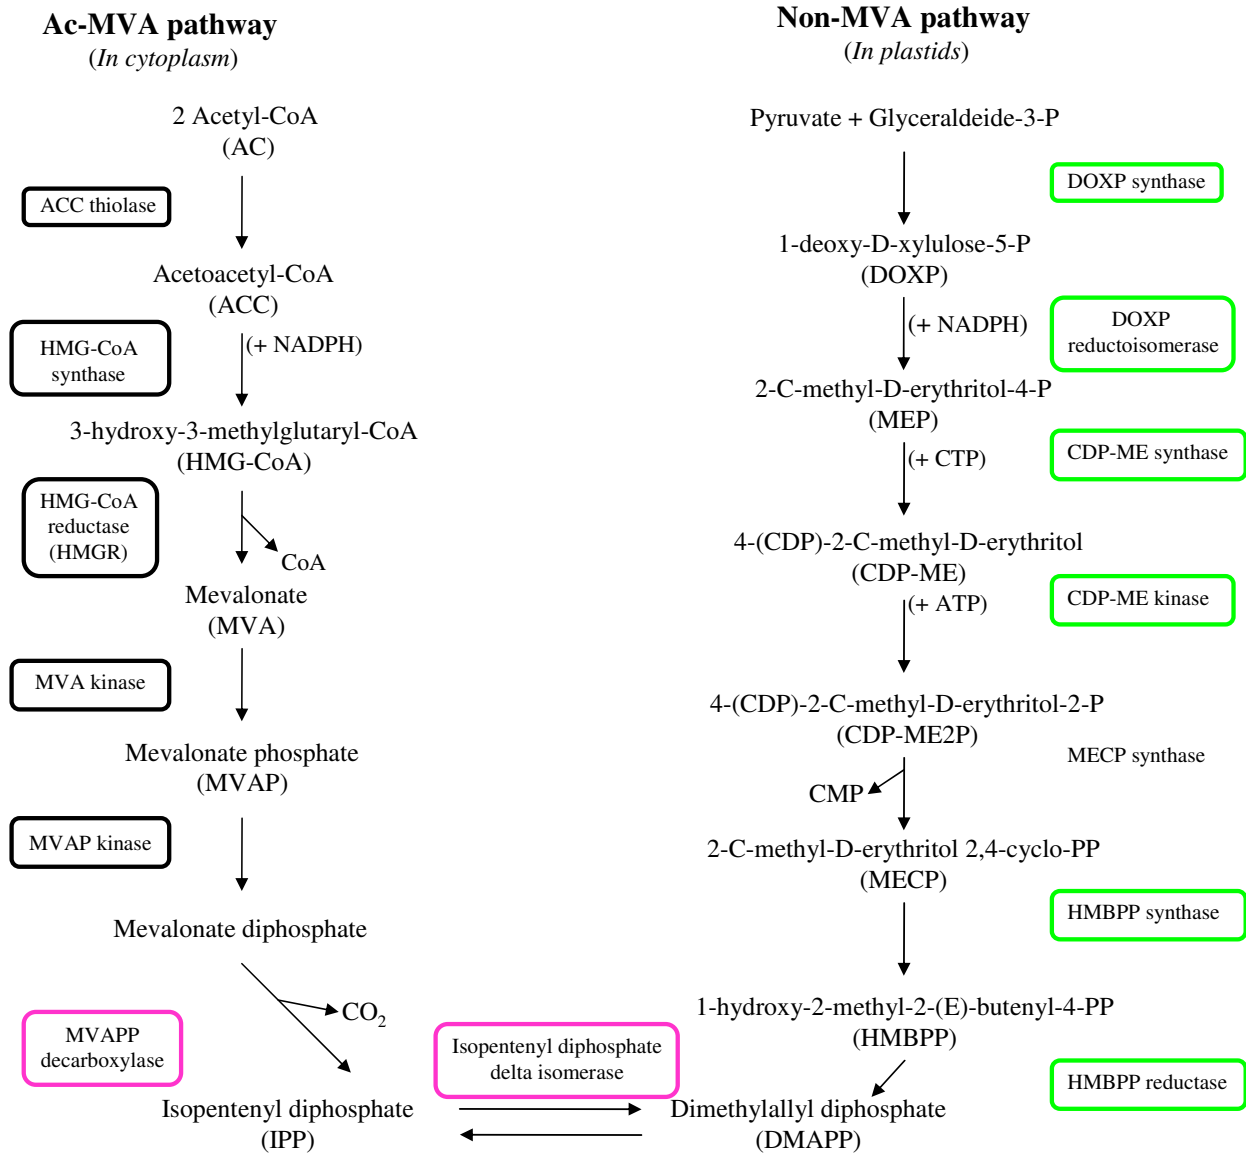 Ac-MVA pathway
(In cytoplasm)
2 Acetyl-CoA
(AC)
ACC thiolase
Acetoacetyl-CoA
(ACC)
HMG-CoA
synthase
(+ NADPH)
3-hydroxy-3-methylglutaryl-CoA
(HMG-CoA)
HMG-CoA
reductase
(HMGR)
CoA
Mevalonate
(MVA)
MVA kinase
Mevalonate phosphate
(MVAP)
MVAP kinase
Mevalonate diphosphate
CO2
MVAPP
decarboxylase
Isopentenyl diphosphate
(IPP)
Isopentenyl diphosphate
delta isomerase
Non-MVA pathway
(In plastids)
Pyruvate + Glyceraldeide-3-P
DOXP synthase
1-deoxy-D-xylulose-5-P
(DOXP)
(+ NADPH)
DOXP
reductoisomerase
2-C-methyl-D-erythritol-4-P
(MEP)
(+ CTP)
CDP-ME synthase
4-(CDP)-2-C-methyl-D-erythritol
(CDP-ME)
(+ ATP)
CDP-ME kinase
4-(CDP)-2-C-methyl-D-erythritol-2-P
(CDP-ME2P)
MECP synthase
CMP
2-C-methyl-D-erythritol 2,4-cyclo-PP
(MECP)
HMBPP synthase
1-hydroxy-2-methyl-2-(E)-butenyl-4-PP
(HMBPP)
HMBPP reductase
Dimethylallyl diphosphate
(DMAPP)